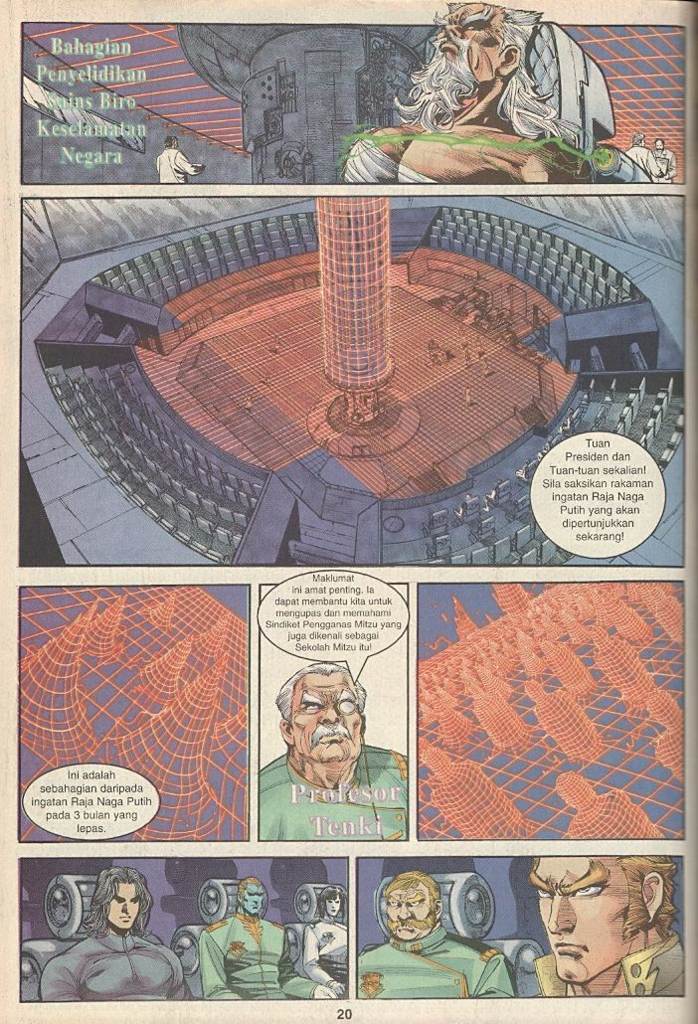 Bahagian
Penyelidikan
Sains Biro
Keselamatan
Negara
Tuan
Presiden dan
Tuan-tuan sekalian!
Sila saksikan rakaman
ingatan Raja Naga
Putih yang akan
dipertunjukkan
sekarang!
Ini adalah
sebahagian daripada
ingatan Raja Naga Putih
pada 3 bulan yang
lepas.
Maklumat
ini amat penting. Ia
dapat membantu kita untuk
mengupas dan memahami
Sindiket Pengganas Mitzu yang
juga dikenali sebagai
Sekolah Mitzu itu!
Profesor
Tenki
20